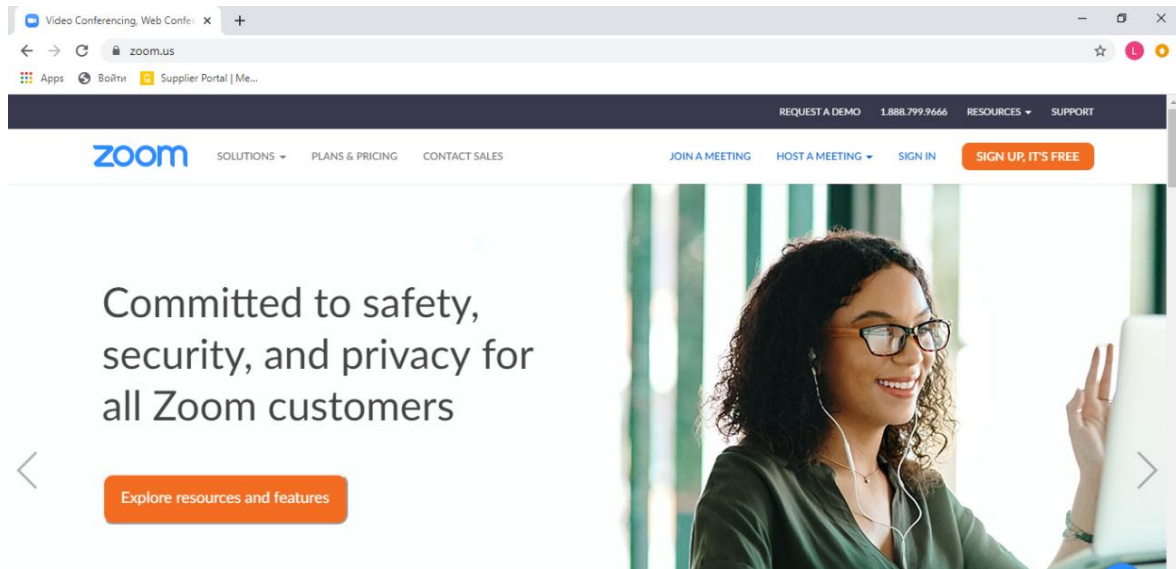 Video Conferencing, Web Confer
zoom.us
Apps Войти Supplier Portal | Me...
REQUEST A DEMO 1.888.799.9666 RESOURCES SUPPORT
zoom SOLUTIONS PLANS & PRICING CONTACT SALES JOIN A MEETING HOST A MEETING SIGN IN SIGN UP, IT'S FREE
Committed to safety,
security, and privacy for
all Zoom customers
Explore resources and features